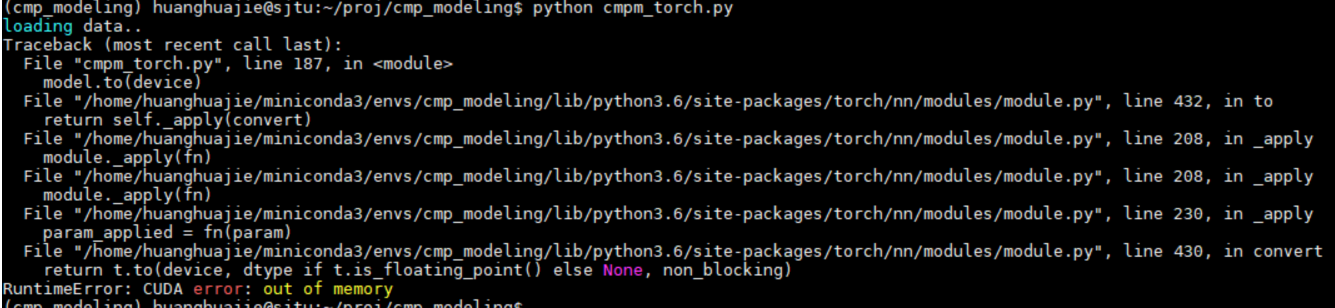 (cmp_modeling) huanghuajie@sjtu:~/proj/cmp_modeling$ python cmpm_torch.py
loading data..
Traceback (most recent call last):
  File "cmpm_torch.py", line 187, in <module>
    model.to(device)
  File "/home/huanghuajie/miniconda3/envs/cmp_modeling/lib/python3.6/site-packages/torch/nn/modules/module.py", line 432, in to
    return self._apply(convert)
  File "/home/huanghuajie/miniconda3/envs/cmp_modeling/lib/python3.6/site-packages/torch/nn/modules/module.py", line 208, in _apply
    module._apply(fn)
  File "/home/huanghuajie/miniconda3/envs/cmp_modeling/lib/python3.6/site-packages/torch/nn/modules/module.py", line 208, in _apply
    module._apply(fn)
  File "/home/huanghuajie/miniconda3/envs/cmp_modeling/lib/python3.6/site-packages/torch/nn/modules/module.py", line 230, in _apply
    param_applied = fn(param)
  File "/home/huanghuajie/miniconda3/envs/cmp_modeling/lib/python3.6/site-packages/torch/nn/modules/module.py", line 430, in convert
    return t.to(device, dtype if t.is_floating_point() else None, non_blocking)
RuntimeError: CUDA error: out of memory
(cmp_modeling) huanghuajie@sjtu:~/proj/cmp_modeling$